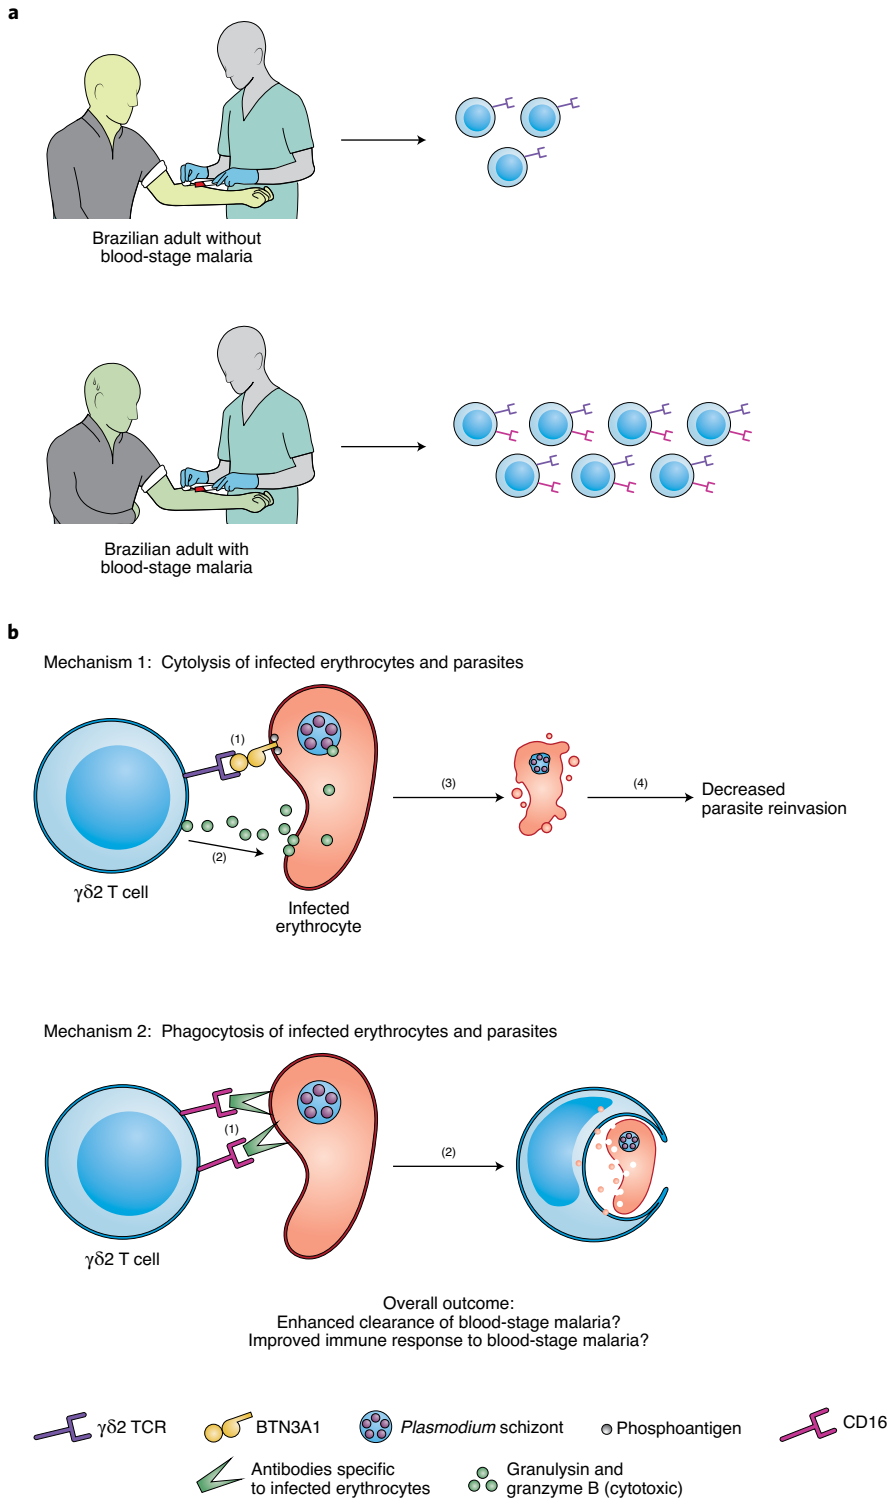 a
Brazilian adult without
blood-stage malaria
Brazilian adult with
blood-stage malaria
b
Mechanism 1: Cytolysis of infected erythrocytes and parasites
(1)
(2)
(3)
(4)
Decreased
parasite reinvasion
γδ2 T cell
Infected
erythrocyte
Mechanism 2: Phagocytosis of infected erythrocytes and parasites
(1)
(2)
γδ2 T cell
Overall outcome:
Enhanced clearance of blood-stage malaria?
Improved immune response to blood-stage malaria?
γδ2 TCR
BTN3A1
Plasmodium schizont
Phosphoantigen
CD16
Antibodies specific
to infected erythrocytes
Granulysin and
granzyme B (cytotoxic)